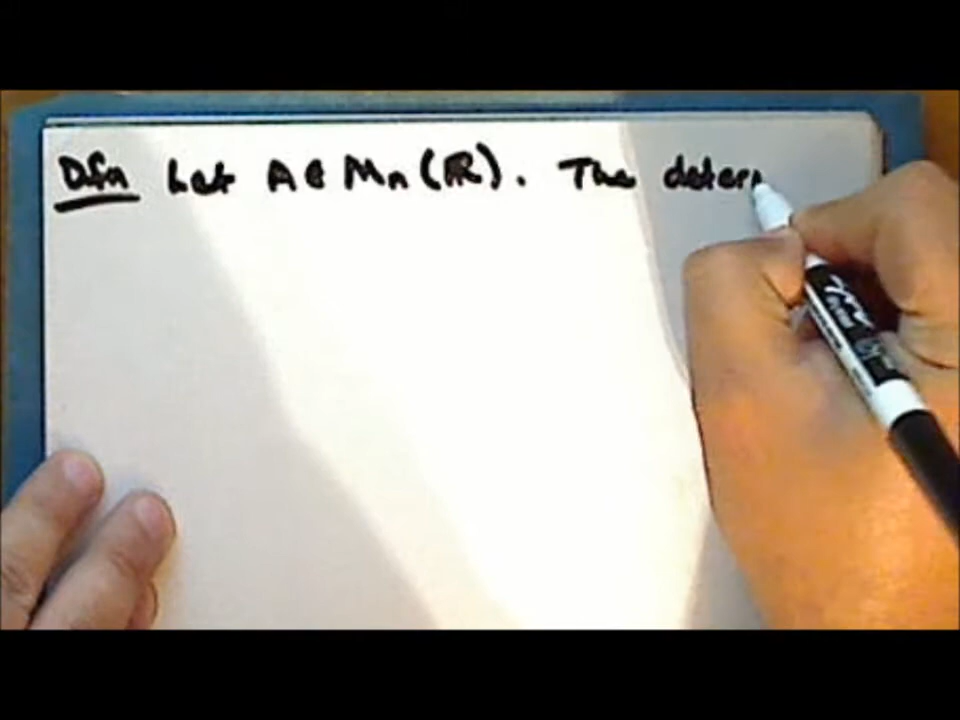 Dfn Let A ∈ Mn(ℝ). The deter